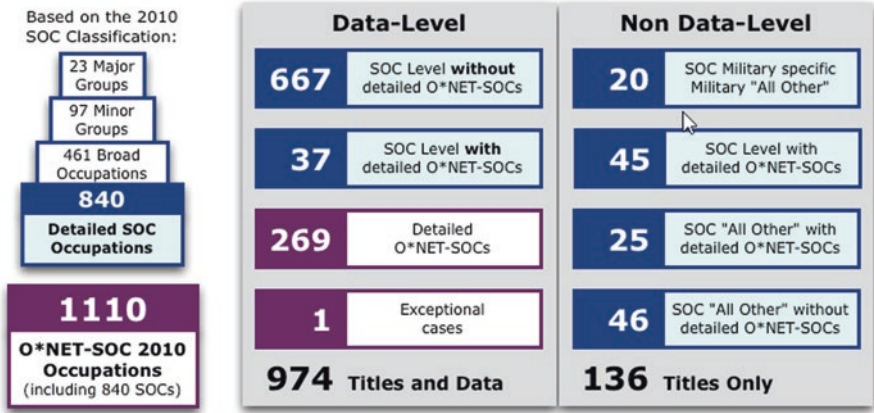 Based on the 2010
SOC Classification:
23 Major
Groups
97 Minor
Groups
461 Broad
Occupations
840
Detailed SOC
Occupations
1110
O*NET-SOC 2010
Occupations
(including 840 SOCs)
Data-Level
667
SOC Level without
detailed O*NET-SOCs
37
SOC Level with
detailed O*NET-SOCs
269
Detailed
O*NET-SOCs
1
Exceptional
cases
974 Titles and Data
Non Data-Level
20
SOC Military specific
Military "All Other"
45
SOC Level with
detailed O*NET-SOCs
25
SOC "All Other" with
detailed O*NET-SOCs
46
SOC "All Other" without
detailed O*NET-SOCs
136 Titles Only